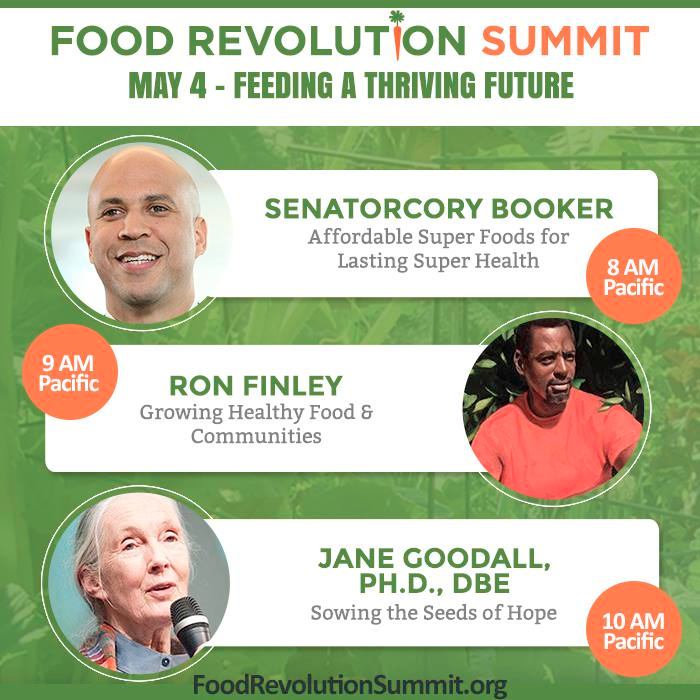 FOOD REVOLUTION SUMMIT
MAY 4 - FEEDING A THRIVING FUTURE
SENATORCORY BOOKER
Affordable Super Foods for
Lasting Super Health
8 AM
Pacific
9 AM
Pacific
RON FINLEY
Growing Healthy Food &
Communities
JANE GOODALL,
PH.D., DBE
Sowing the Seeds of Hope
10 AM
Pacific
FoodRevolutionSummit.org